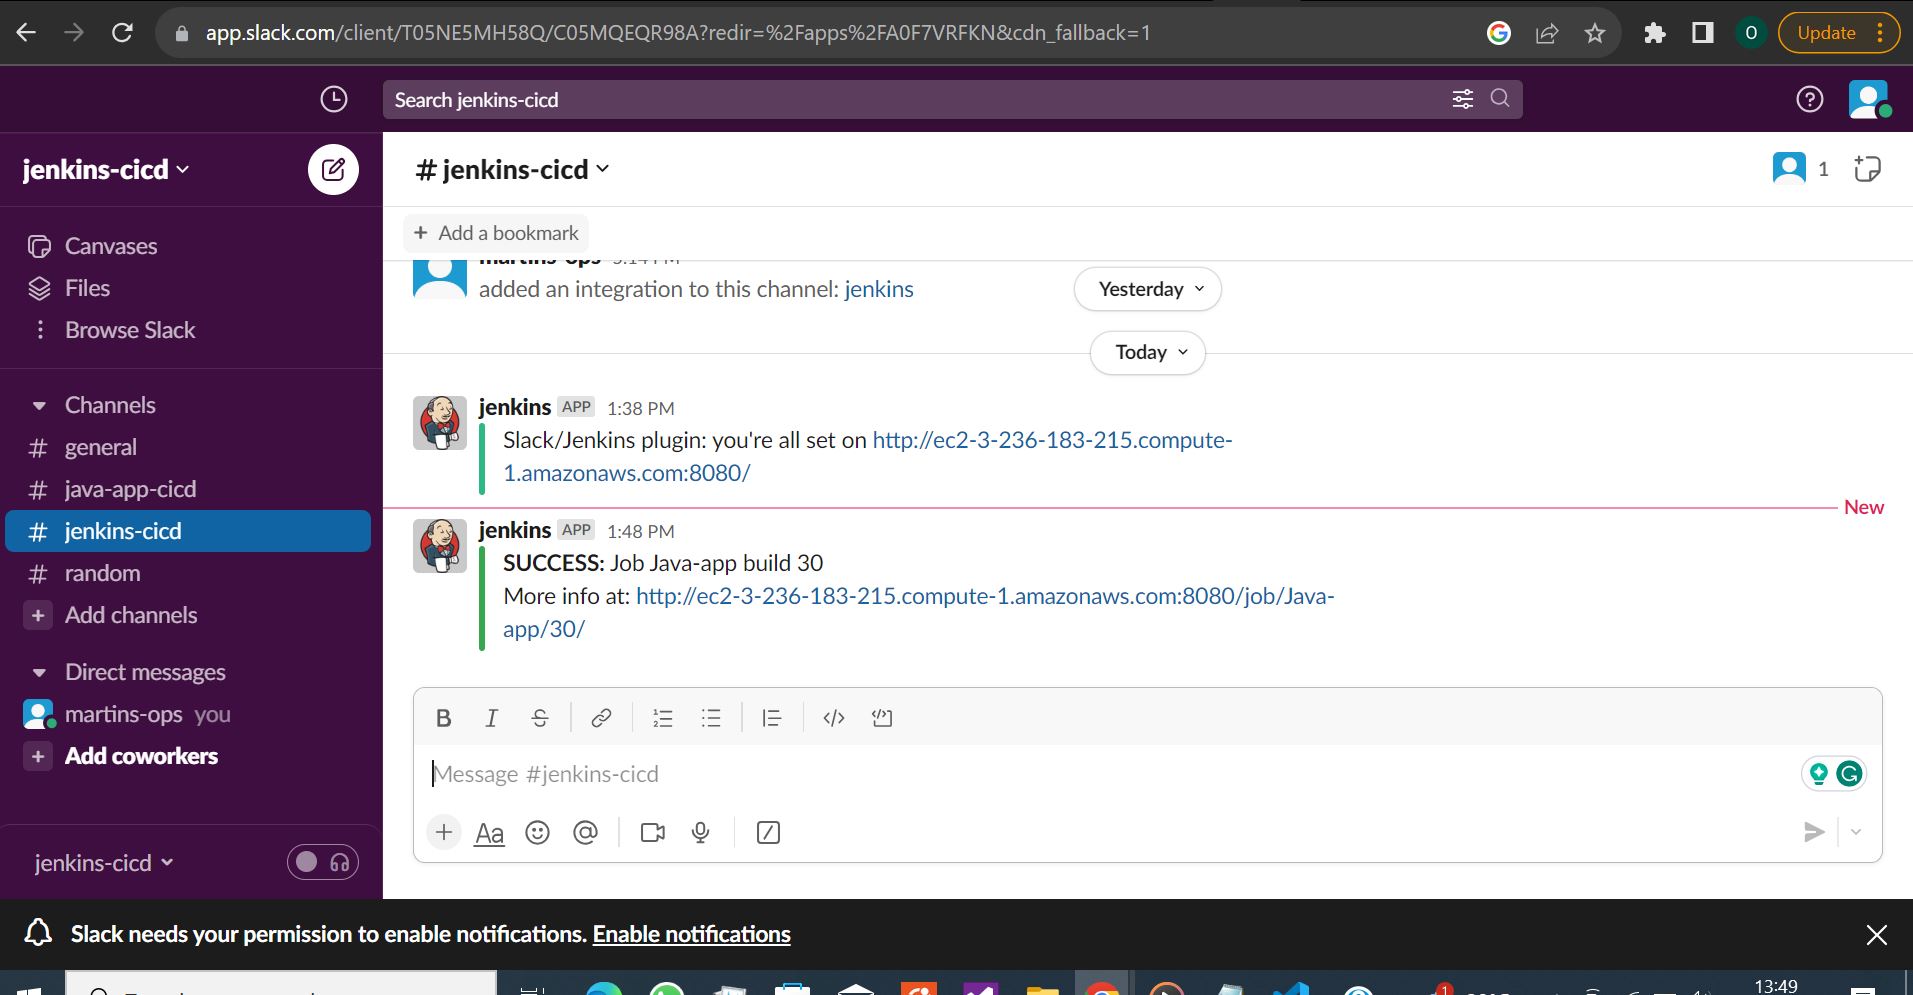 app.slack.com/client/T05NE5MH58Q/C05MQEQR98A?redir=%2Fapps%2FA0F7VRFKN&cdn_fallback=1
O
Update
Search jenkins-cicd
jenkins-cicd
# jenkins-cicd
1
Canvases
Files
Browse Slack
Add a bookmark
martins-ops 5:14 PM
added an integration to this channel: jenkins
Yesterday
Today
Channels
# general
# java-app-cicd
# jenkins-cicd
# random
+ Add channels
Direct messages
martins-ops you
+ Add coworkers
jenkins-cicd
jenkins APP 1:38 PM
Slack/Jenkins plugin: you're all set on http://ec2-3-236-183-215.compute-
1.amazonaws.com:8080/
New
jenkins APP 1:48 PM
SUCCESS: Job Java-app build 30
More info at: http://ec2-3-236-183-215.compute-1.amazonaws.com:8080/job/Java-
app/30/
B I S
Message #jenkins-cicd
Aa
Slack needs your permission to enable notifications. Enable notifications
1
13:49